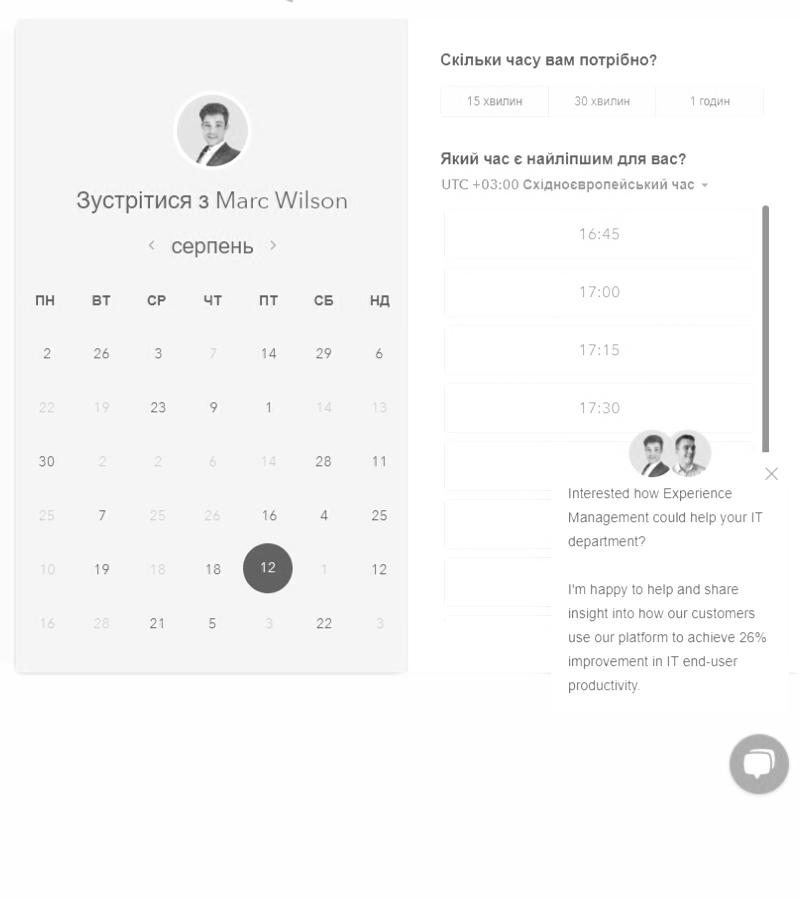 Зустрітися з Marc Wilson
серпень
ПН ВТ СР ЧТ ПТ СБ НД
2 26 3 7 14 29 6
22 19 23 9 1 14 13
30 2 2 6 14 28 11
25 7 25 26 16 4 25
10 19 18 18 12 1 12
16 28 21 5 3 22 3
Скільки часу вам потрібно?
15 хвилин 30 хвилин 1 годин
Який час є найліпшим для вас?
UTC +03:00 Східноєвропейський час
16:45
17:00
17:15
17:30
Interested how Experience
Management could help your IT
department?
I'm happy to help and share
insight into how our customers
use our platform to achieve 26%
improvement in IT end-user
productivity.